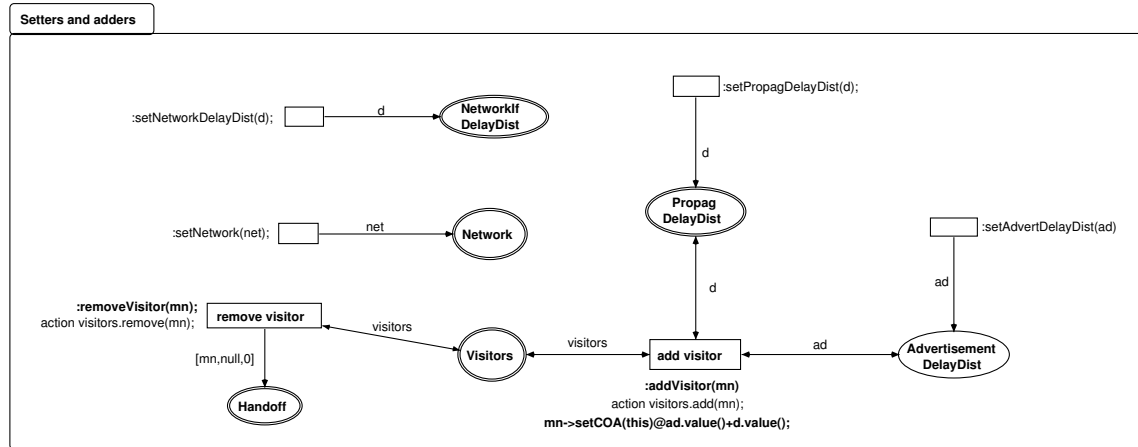 Setters and adders
:setPropagDelayDist(d);
:setNetworkDelayDist(d);
d
NetworkIf
DelayDist
d
Propag
DelayDist
:setNetwork(net);
net
Network
:setAdvertDelayDist(ad)
d
ad
:removeVisitor(mn);
action visitors.remove(mn);
remove visitor
visitors
Visitors
visitors
add visitor
ad
Advertisement
DelayDist
[mn,null,0]
Handoff
:addVisitor(mn)
action visitors.add(mn);
mn->setCOA(this)@ad.value()+d.value();